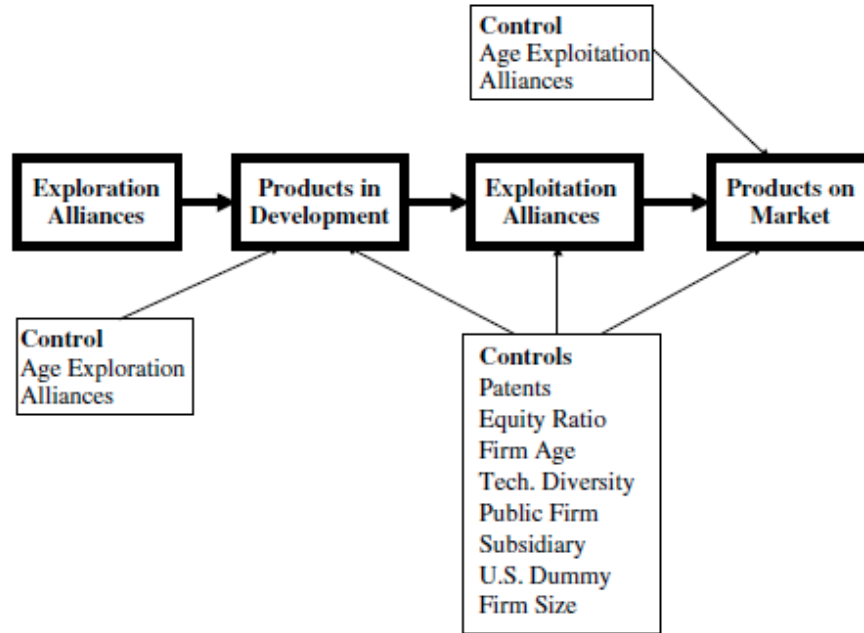 Control
Age Exploitation
Alliances
Exploration
Alliances
Products in
Development
Exploitation
Alliances
Products on
Market
Control
Age Exploration
Alliances
Controls
Patents
Equity Ratio
Firm Age
Tech. Diversity
Public Firm
Subsidiary
U.S. Dummy
Firm Size